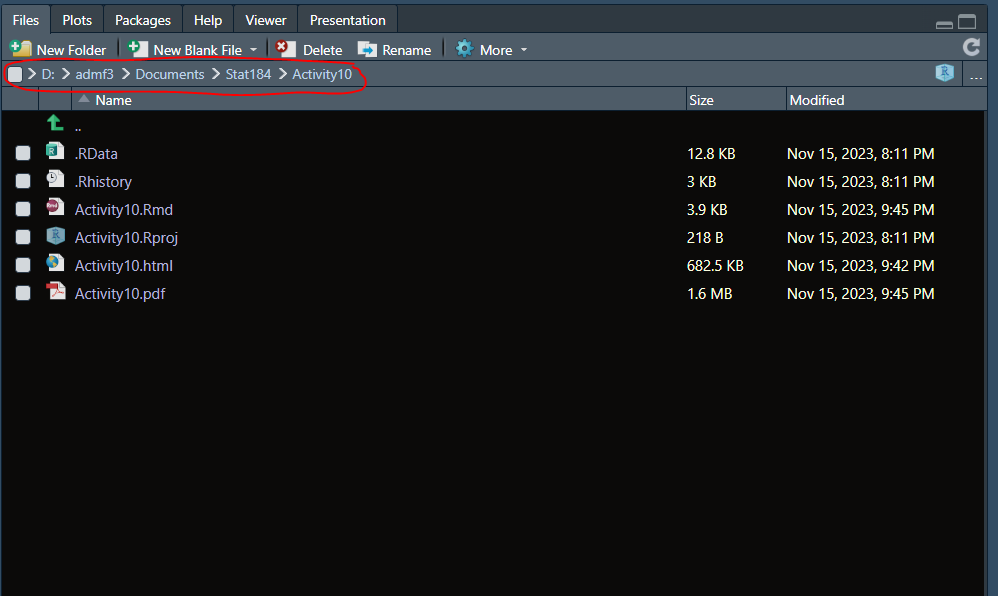 Files Plots Packages Help Viewer Presentation
New Folder New Blank File Delete Rename More
D: admf3 Documents Stat184 Activity10 R ...
Name Size Modified
..
.RData 12.8 KB Nov 15, 2023, 8:11 PM
.Rhistory 3 KB Nov 15, 2023, 8:11 PM
Activity10.Rmd 3.9 KB Nov 15, 2023, 9:45 PM
Activity10.Rproj 218 B Nov 15, 2023, 8:11 PM
Activity10.html 682.5 KB Nov 15, 2023, 9:42 PM
Activity10.pdf 1.6 MB Nov 15, 2023, 9:45 PM